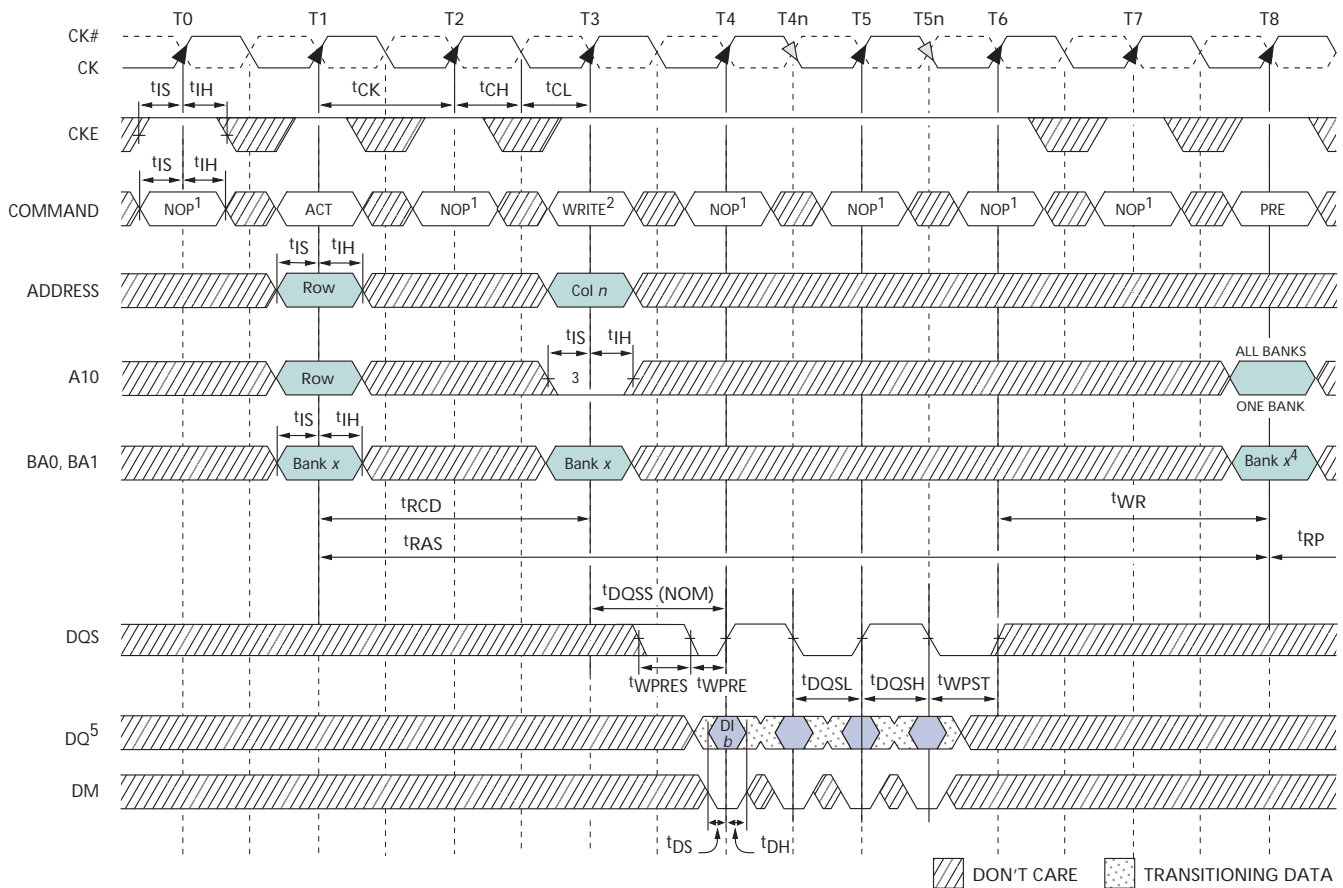 T0 T1 T2 T3 T4 T4n T5 T5n T6 T7 T8
CK#
CK
tIS tIH tCK tCH tCL
CKE
tIS tIH
COMMAND NOP1 ACT NOP1 WRITE2 NOP1 NOP1 NOP1 NOP1 PRE
tIS tIH
ADDRESS Row Col n
tIS tIH
ALL BANKS
A10 Row 3
ONE BANK
tIS tIH
BA0, BA1 Bank x Bank x Bank x4
tRCD tWR
tRAS tRP
tDQSS (NOM)
DQS
tWPRES tWPRE tDQSL tDQSH tWPST
DQ5 DI
b
DM
tDS tDH
DON'T CARE TRANSITIONING DATA